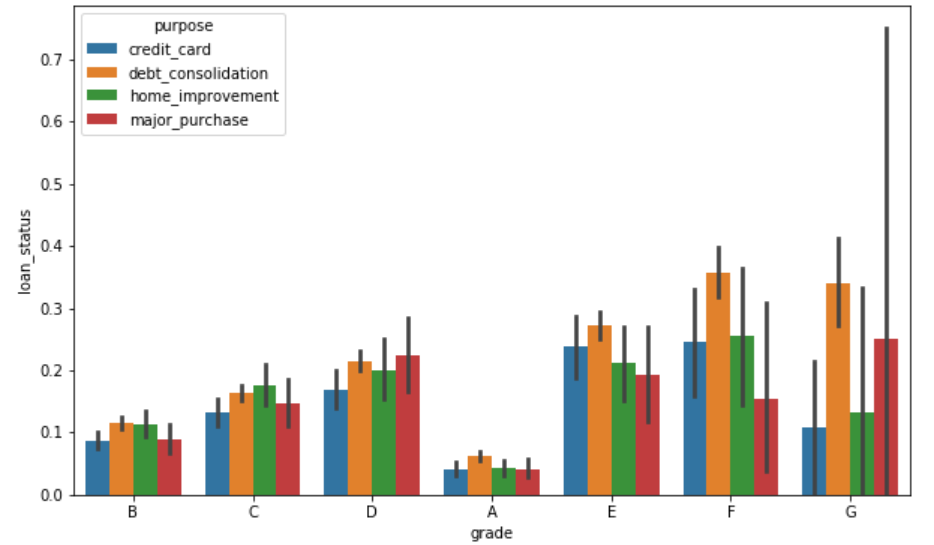 purpose
credit_card
debt_consolidation
home_improvement
major_purchase
0.7
0.6
0.5
0.4
0.3
0.2
0.1
0.0
loan_status
B C D A E F G
grade